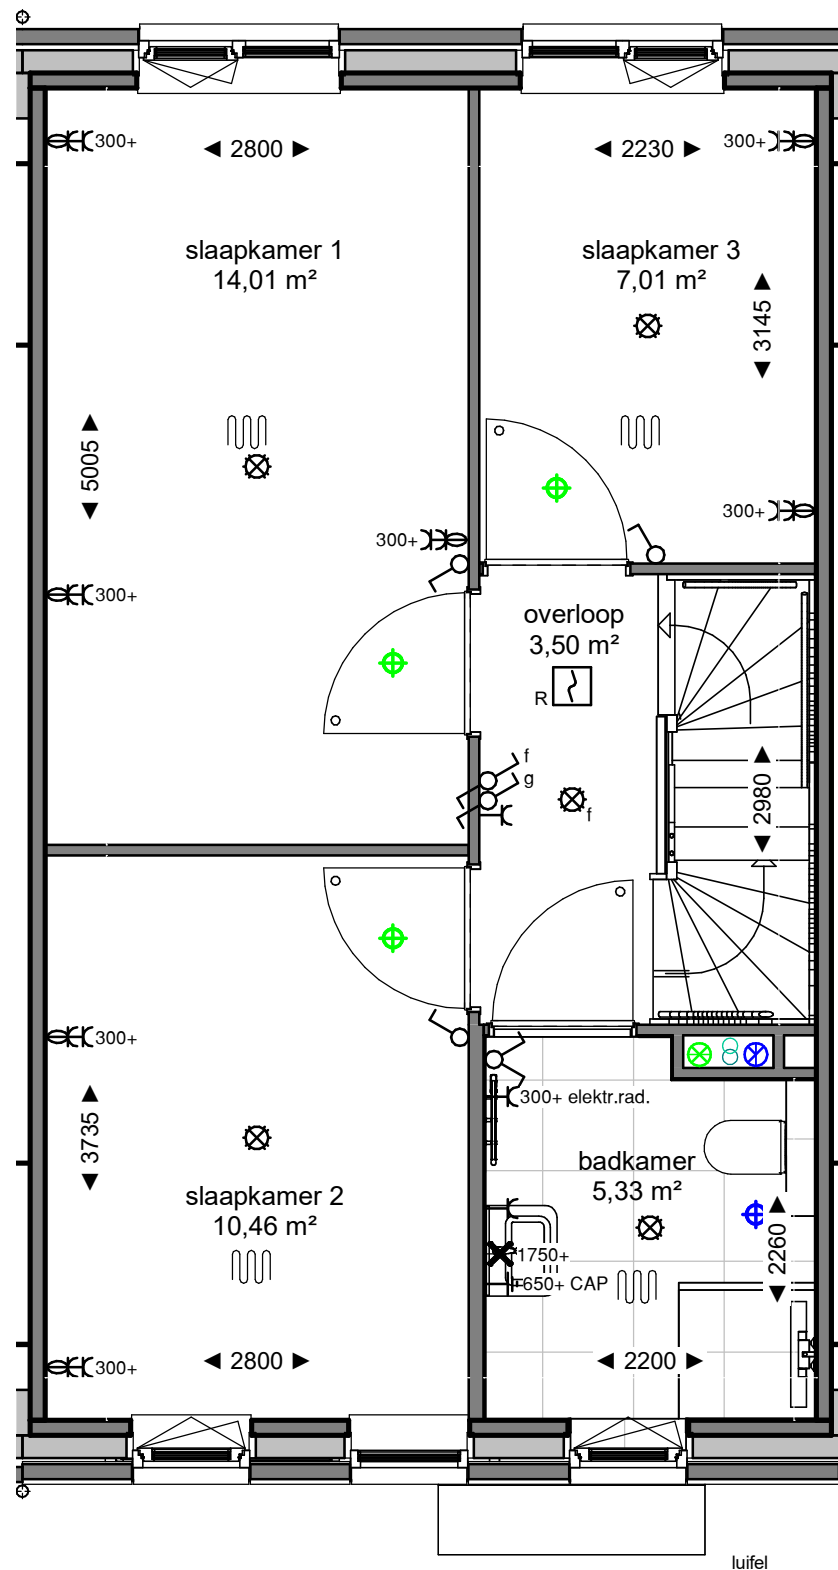 300+
◄ 2800 ►
◄ 2230 ►
300+
slaapkamer 1
14,01 m²
slaapkamer 3
7,01 m²
◄ 3145 ►
◄ 5005 ►
300+
300+
300+
overloop
3,50 m²
R
f
g
f
◄ 2980 ►
300+
300+ elektr.rad.
◄ 3735 ►
badkamer
5,33 m²
slaapkamer 2
10,46 m²
◄ 2260 ►
1750+
650+ CAP
300+
◄ 2800 ►
◄ 2200 ►
luifel